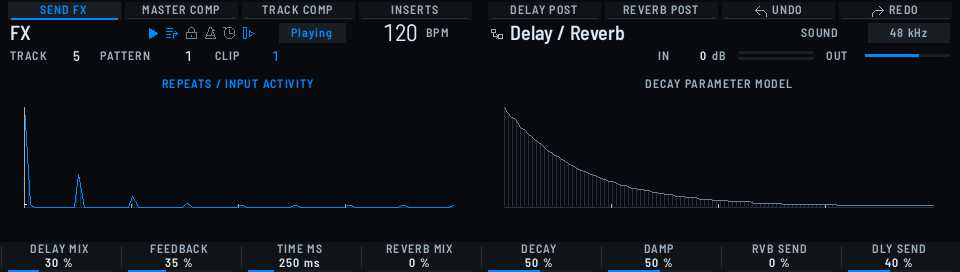 SEND FX MASTER COMP TRACK COMP INSERTS DELAY POST REVERB POST UNDO REDO
FX Playing 120 BPM Delay / Reverb SOUND 48 kHz
TRACK 5 PATTERN 1 CLIP 1 IN 0 dB OUT
REPEATS / INPUT ACTIVITY DECAY PARAMETER MODEL
DELAY MIX FEEDBACK TIME MS REVERB MIX DECAY DAMP RVB SEND DLY SEND
30 % 35 % 250 ms 0 % 50 % 50 % 0 % 40 %